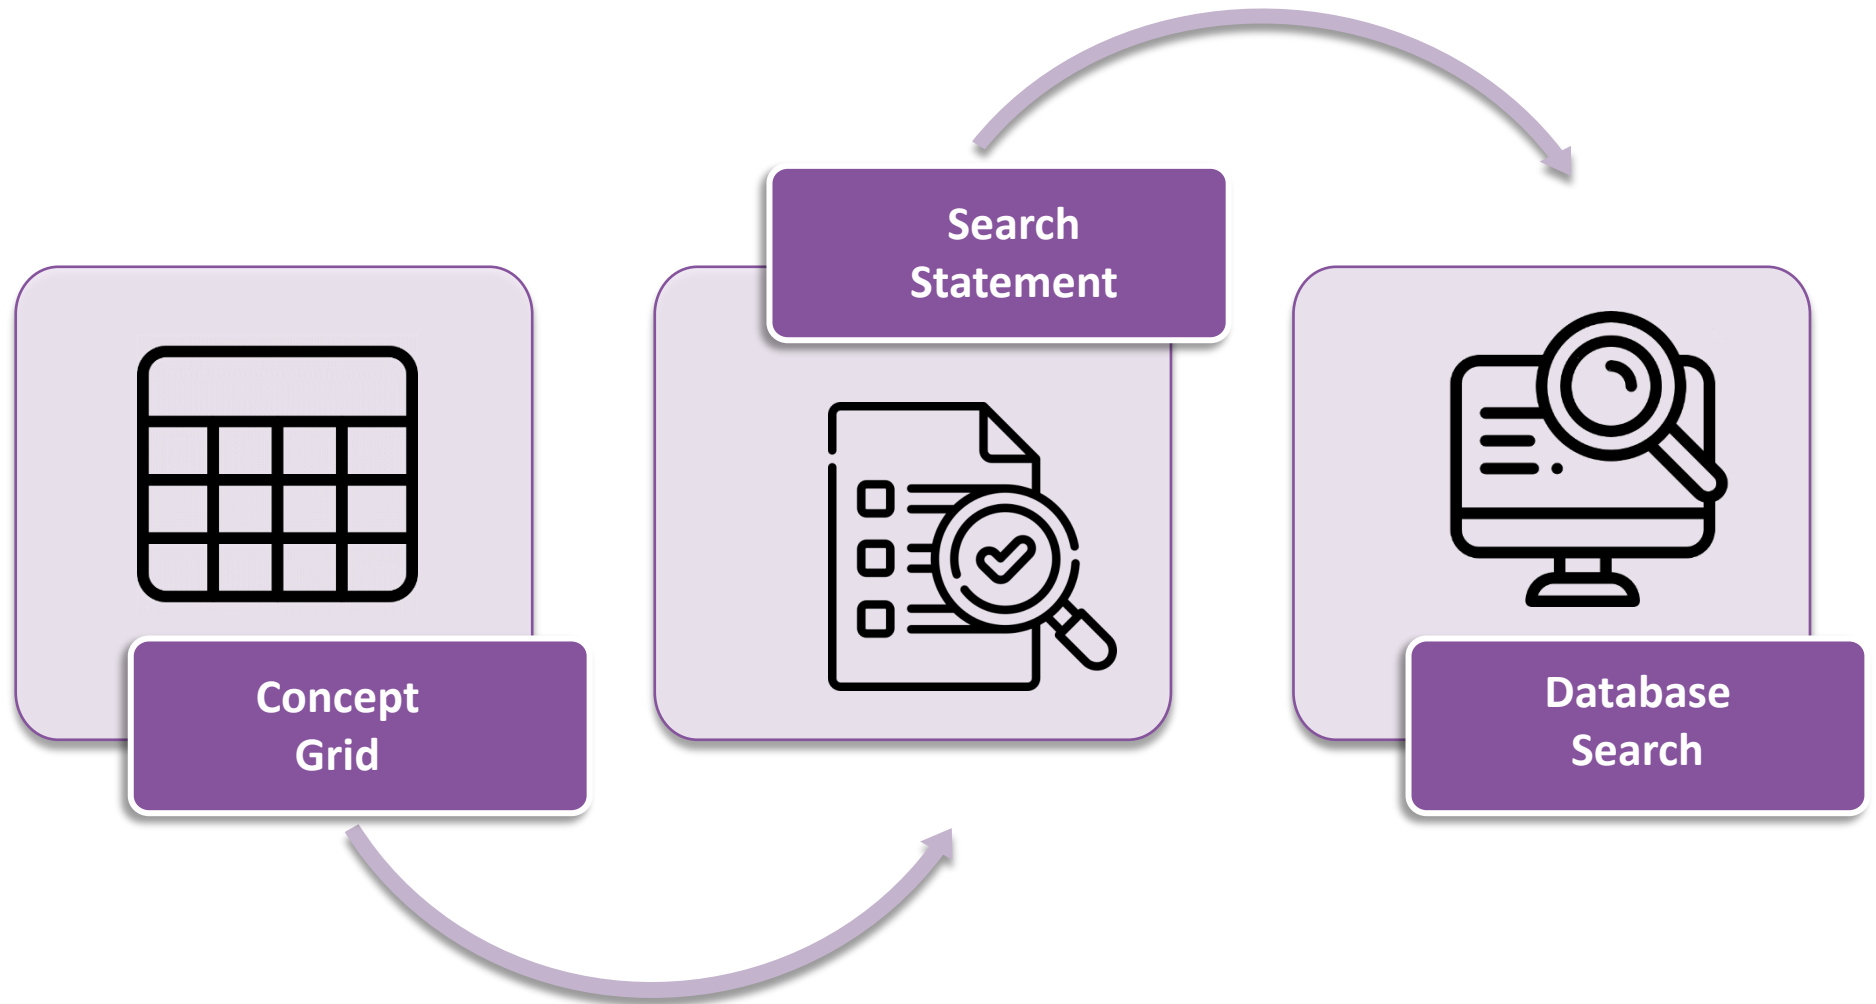 Concept
Grid
Search
Statement
Database
Search